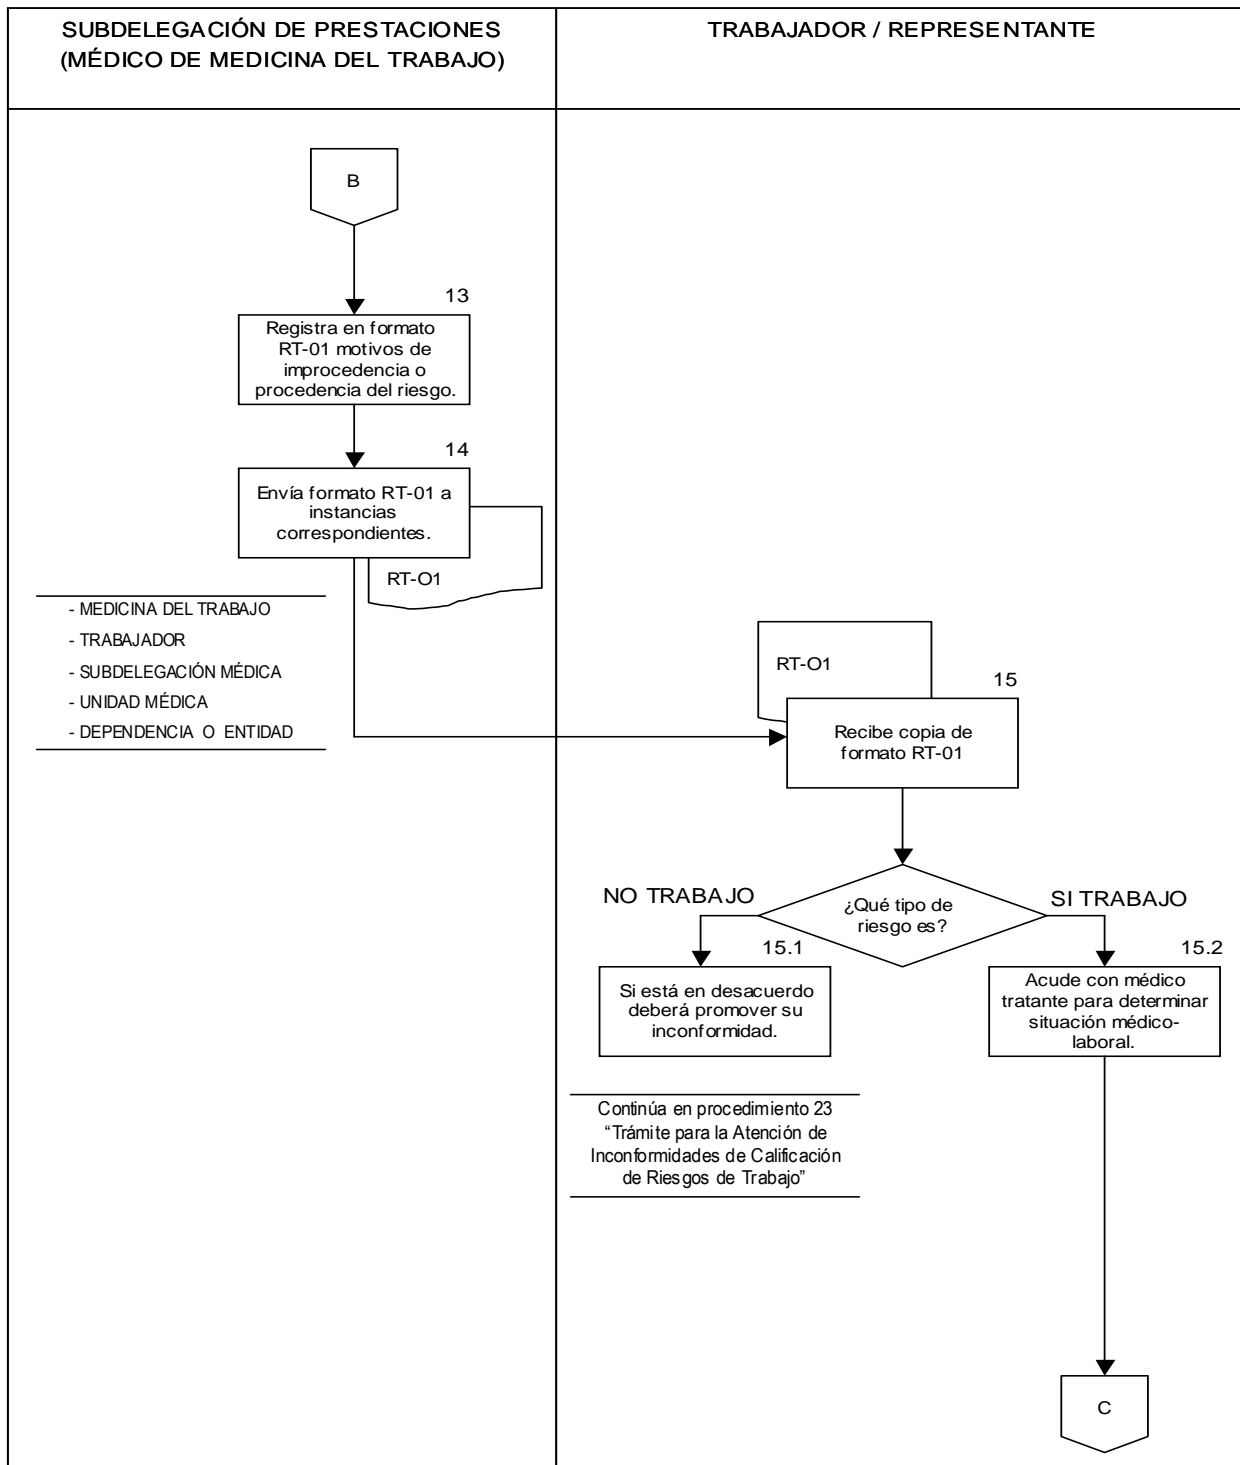 SUBDELEGACIÓN DE PRESTACIONES
(MÉDICO DE MEDICINA DEL TRABAJO)
TRABAJADOR / REPRESENTANTE
B
13
Registra en formato
RT-01 motivos de
improcedencia o
procedencia del riesgo.
14
Envía formato RT-01 a
instancias
correspondientes.
RT-O1
- MEDICINA DEL TRABAJO
- TRABAJADOR
- SUBDELEGACIÓN MÉDICA
- UNIDAD MÉDICA
- DEPENDENCIA O ENTIDAD
RT-O1
15
Recibe copia de
formato RT-01
¿Qué tipo de
riesgo es?
NO TRABAJO
SI TRABAJO
15.1
Si está en desacuerdo
deberá promover su
inconformidad.
15.2
Acude con médico
tratante para determinar
situación médico-
laboral.
Continúa en procedimiento 23
“Trámite para la Atención de
Inconformidades de Calificación
de Riesgos de Trabajo”
C